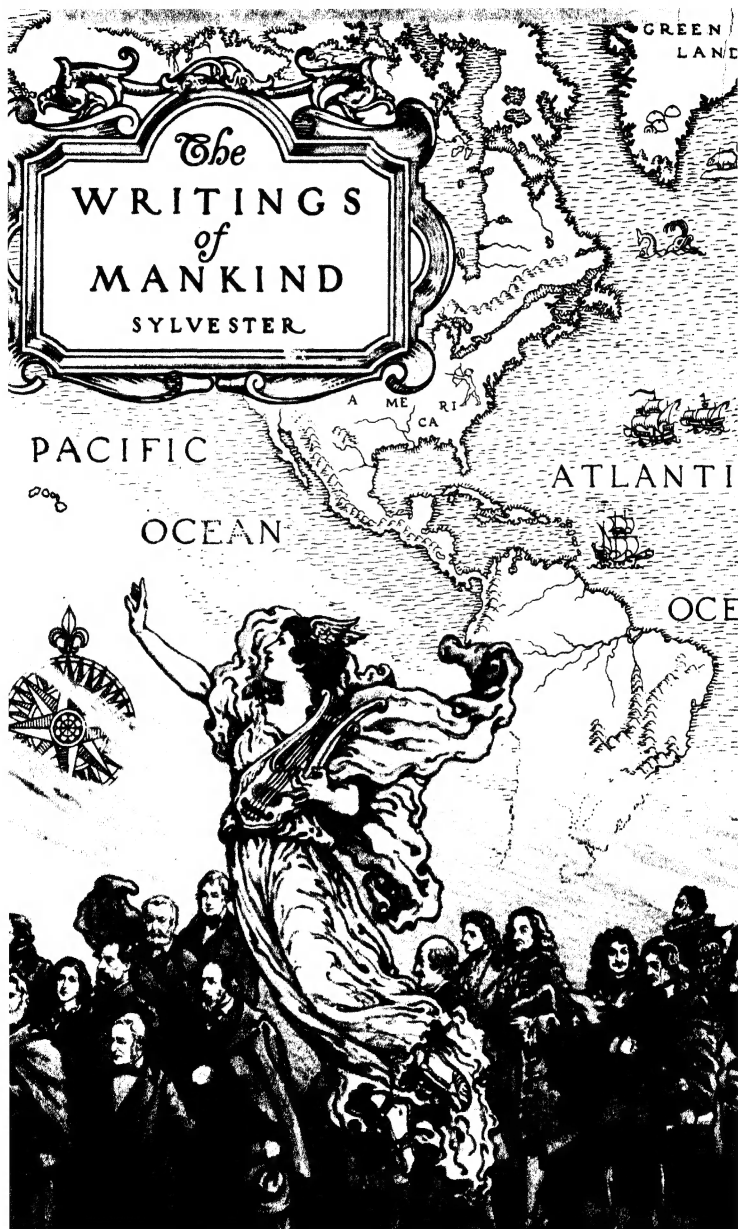 The
WRITINGS
of
MANKIND
SYLVESTER
GREEN
LAND
A ME RI
CA
PACIFIC
OCEAN
ATLANTI
OCE